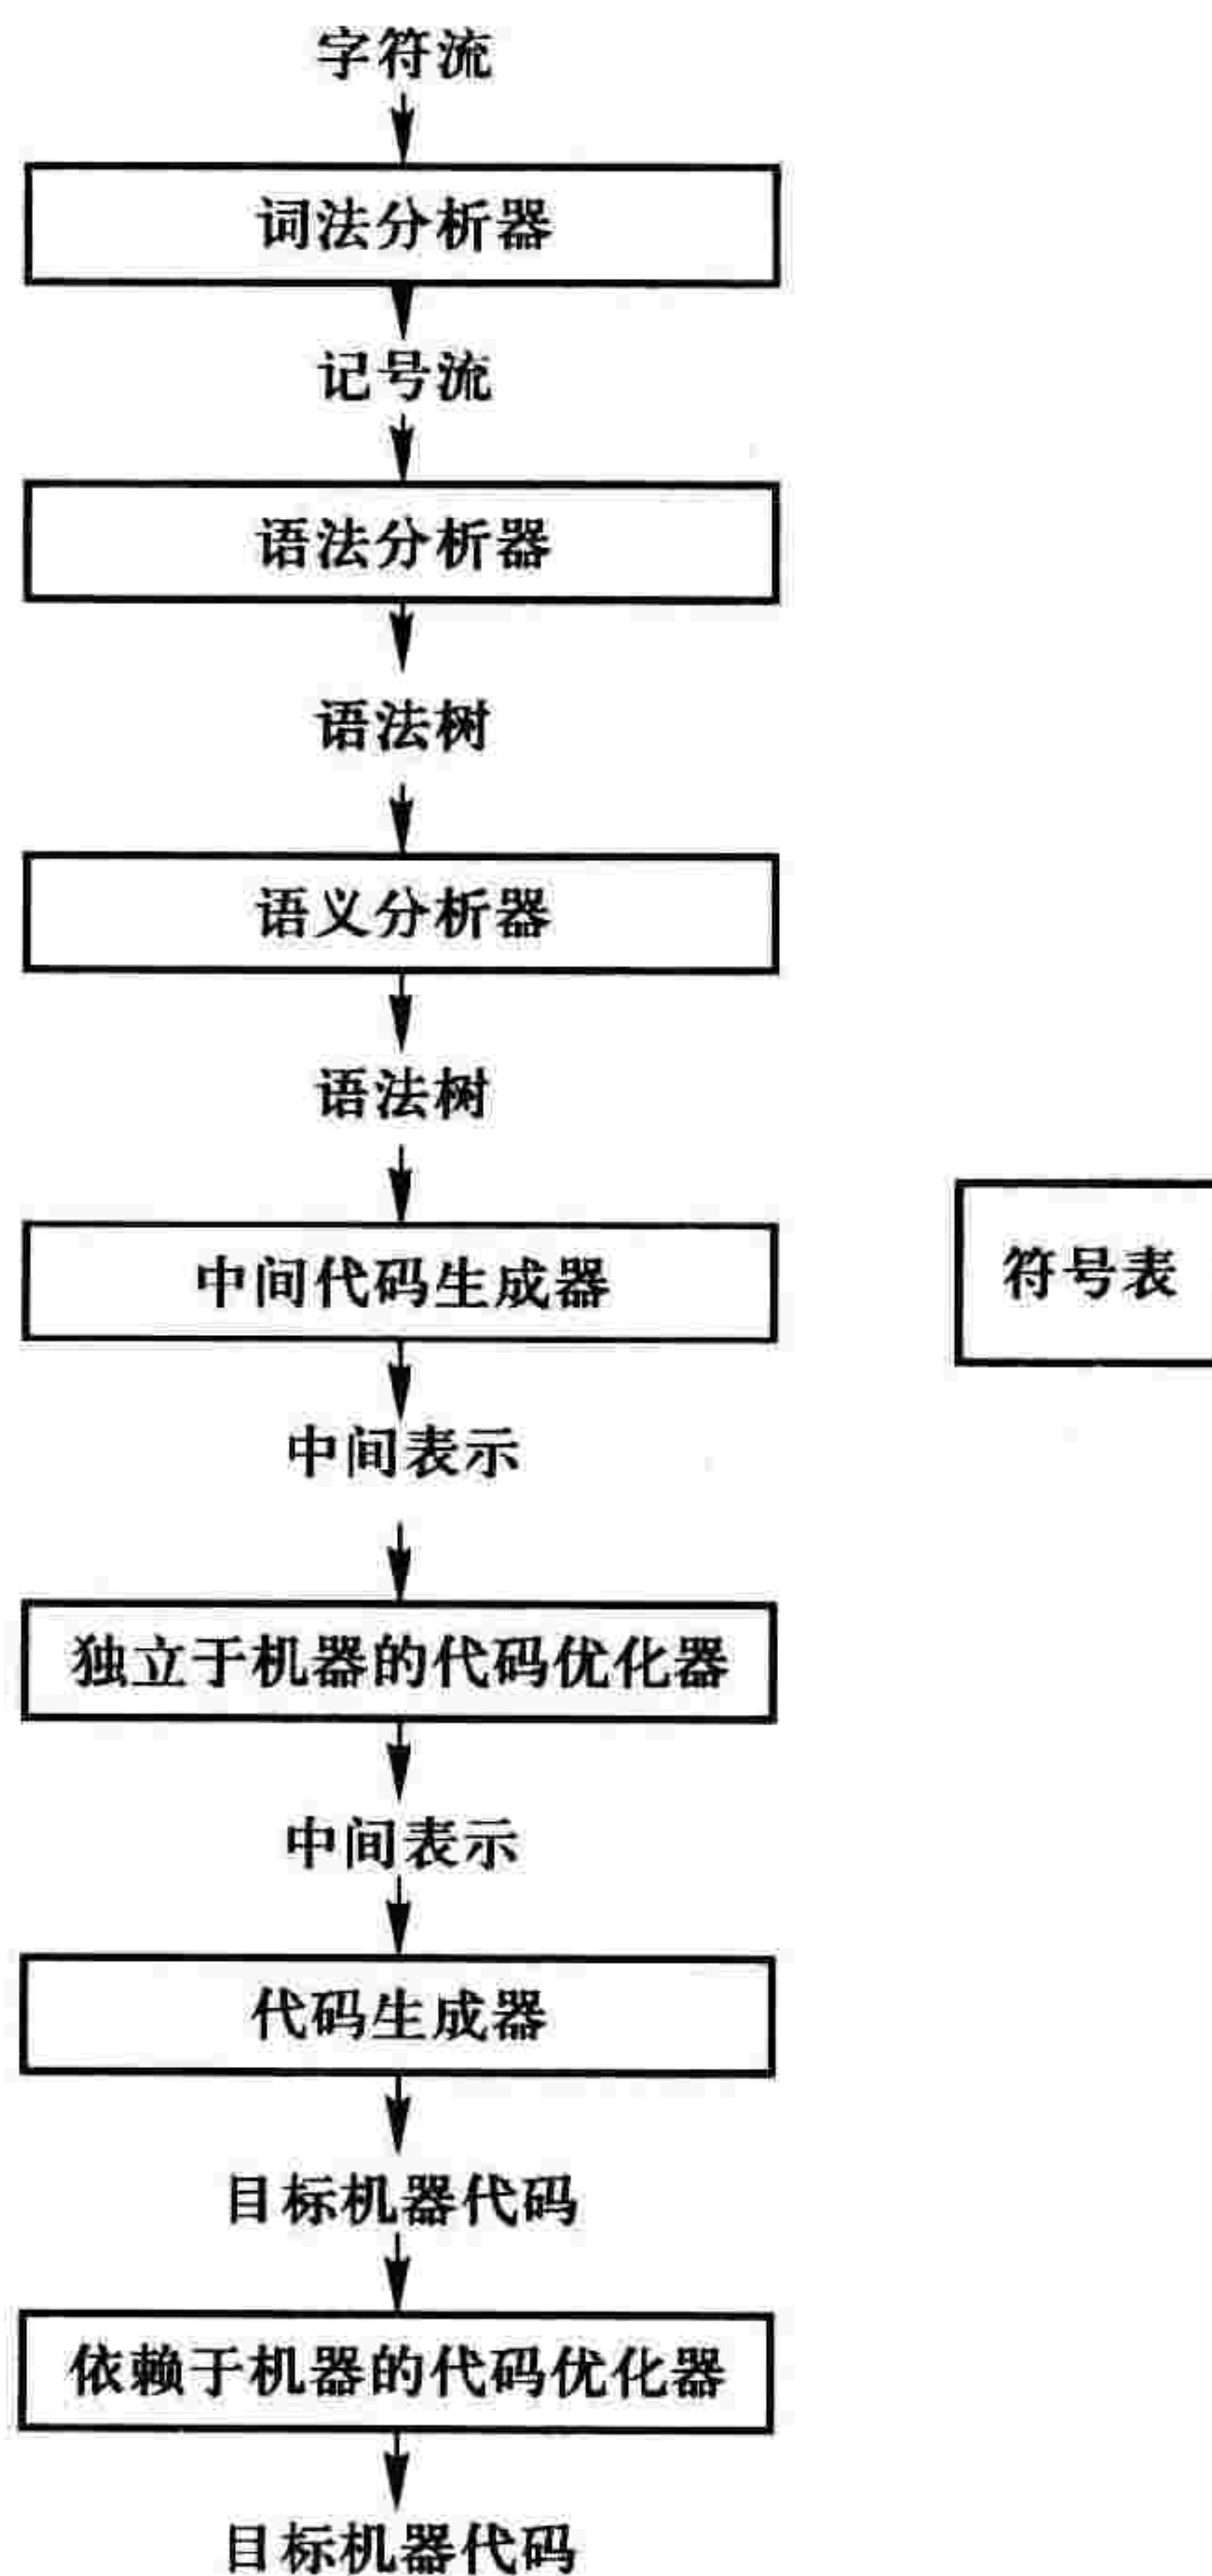 字符流
词法分析器
记号流
语法分析器
语法树
语义分析器
语法树
中间代码生成器
符号表
中间表示
独立于机器的代码优化器
中间表示
代码生成器
目标机器代码
依赖于机器的代码优化器
目标机器代码